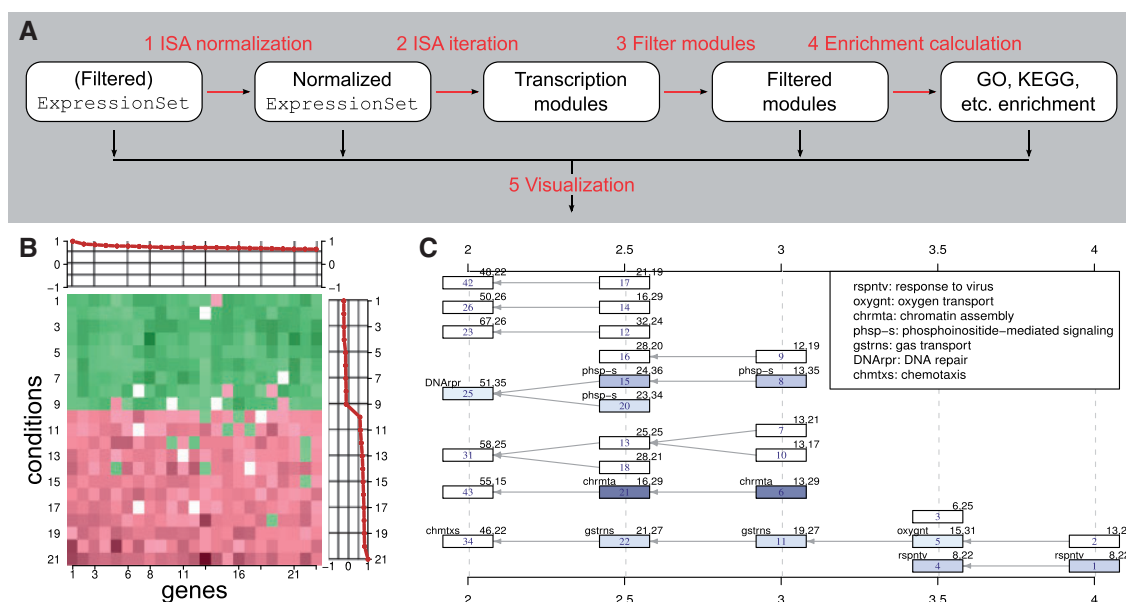 A
1 ISA normalization
2 ISA iteration
3 Filter modules
4 Enrichment calculation
(Filtered)
ExpressionSet
Normalized
ExpressionSet
Transcription
modules
Filtered
modules
GO, KEGG,
etc. enrichment
5 Visualization
B
1
0
−1
1
0
−1
conditions
1
3
5
7
9
11
13
15
17
19
21
1
3
5
7
9
11
13
15
17
19
21
−1 0
1 3 6 8 11 16 21
genes
C
2 2.5 3 3.5 4
48,22
42
21,19
17
50,26
26
16,29
14
67,26
23
32,24
12
28,20
16
12,19
9
phsp−s 24,36
15
phsp−s 13,35
8
DNArpr 51,35
25
phsp−s 23,34
20
13,21
7
25,25
13
58,25
31
13,17
10
28,21
18
55,15
43
chrmta 16,29
21
chrmta 13,29
6
6,25
3
chmtxs 46,22
34
gstrns 21,27
22
gstrns 19,27
11
oxygnt 15,31
5
13,2
2
rspntv 8,22
4
rspntv 8,22
1
rspntv: response to virus
oxygnt: oxygen transport
chrmta: chromatin assembly
phsp−s: phosphoinositide−mediated signaling
gstrns: gas transport
DNArpr: DNA repair
chmtxs: chemotaxis
2 2.5 3 3.5 4